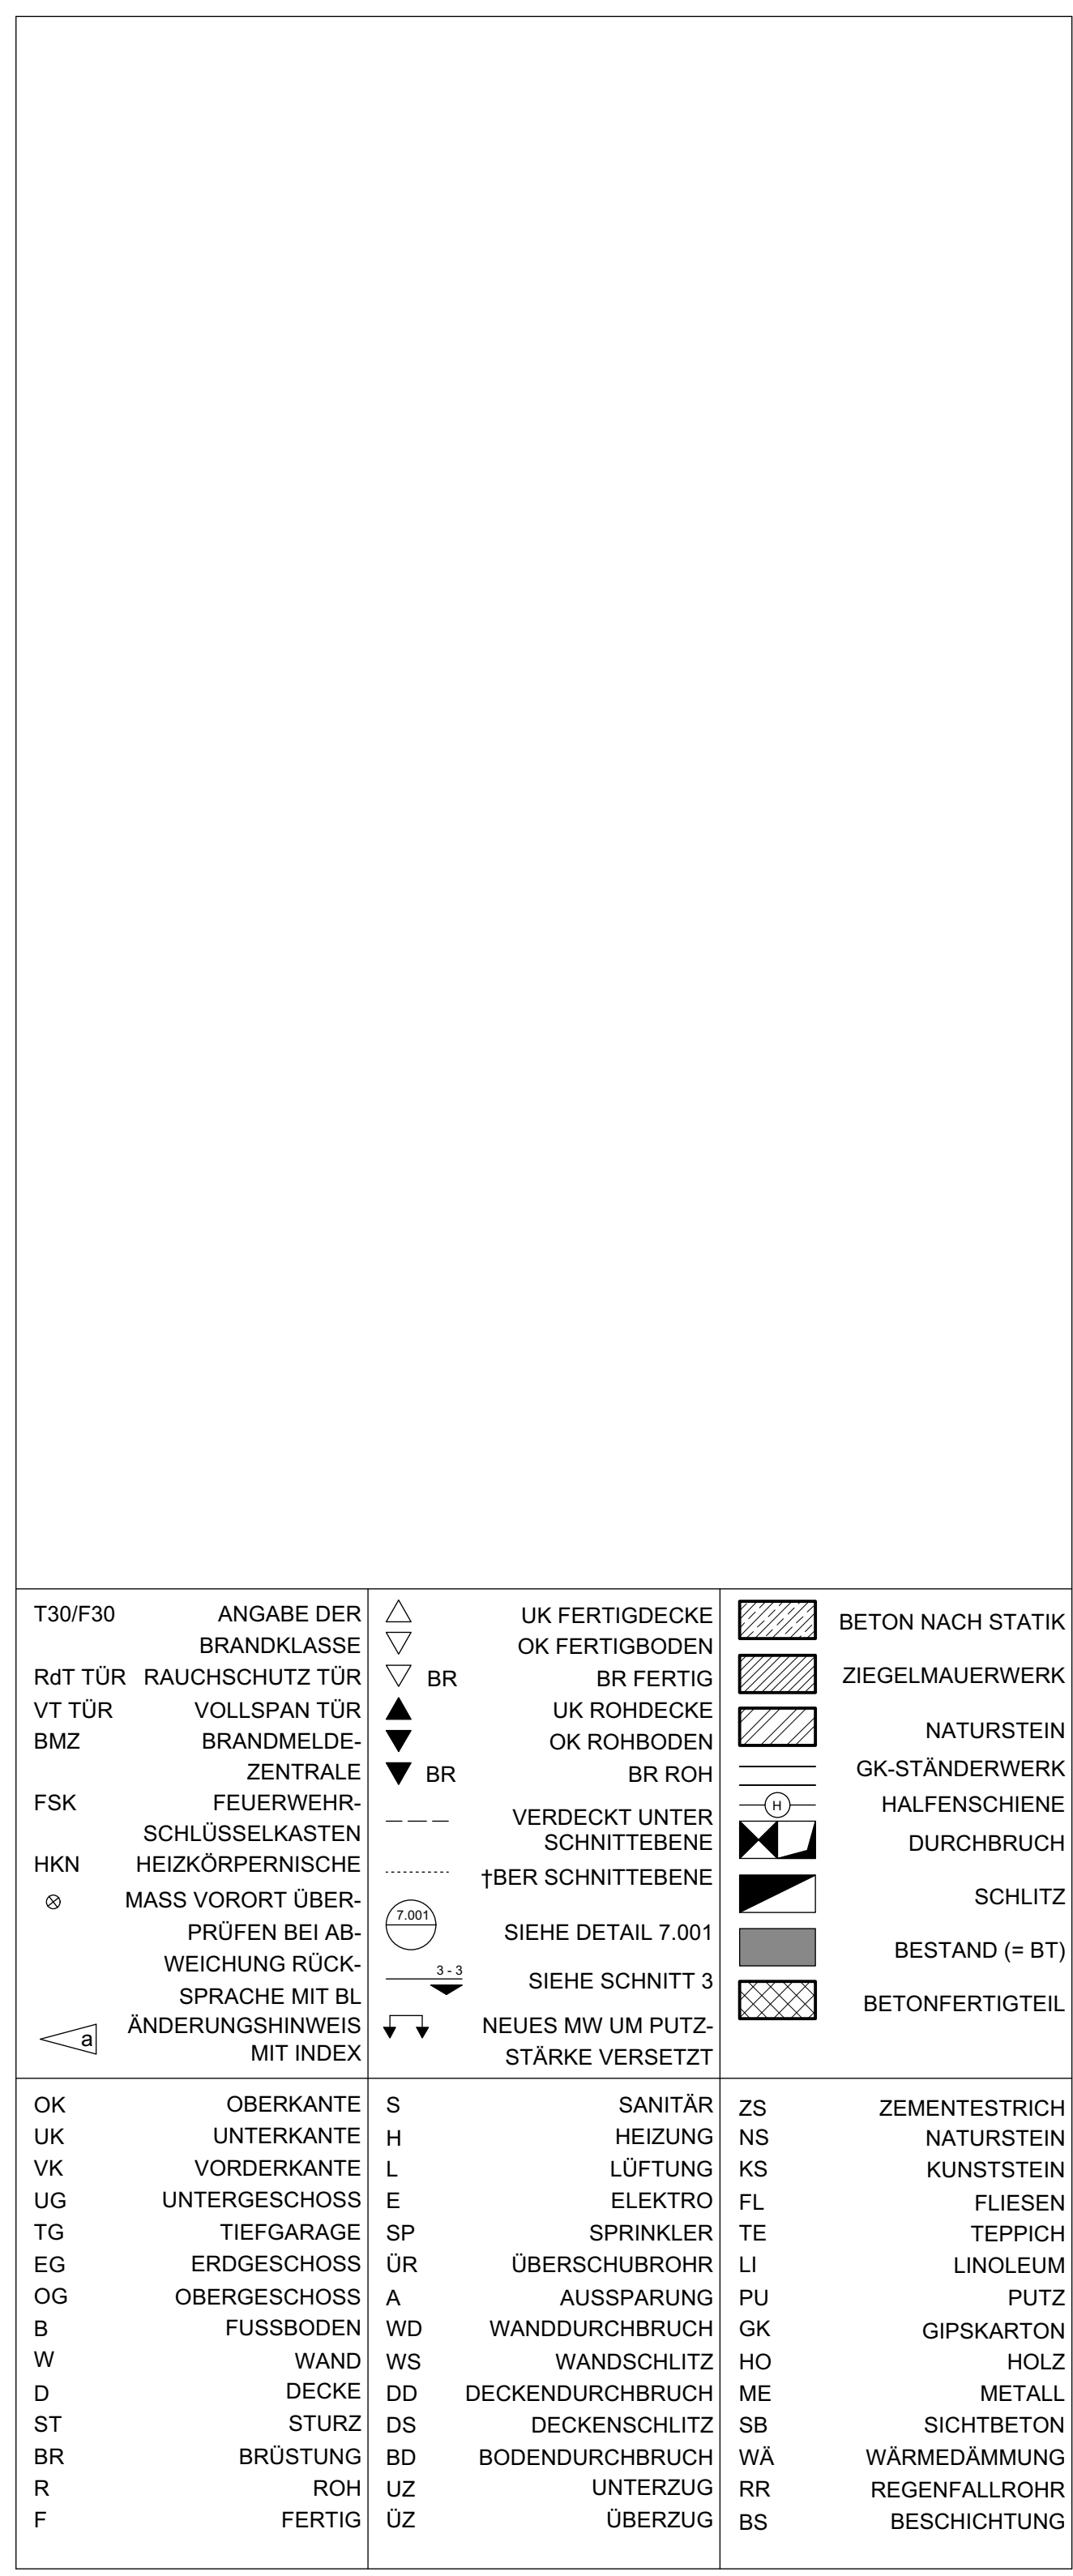 T30/F30 ANGABE DER
BRANDKLASSE
RdT TÜR RAUCHSCHUTZ TÜR
VT TÜR VOLLSPAN TÜR
BMZ BRANDMELDE-
ZENTRALE
FSK FEUERWEHR-
SCHLÜSSELKASTEN
HKN HEIZKÖRPERNISCHE
MASS VORORT ÜBER-
PRÜFEN BEI AB-
WEICHUNG RÜCK-
SPRACHE MIT BL
ÄNDERUNGSHINWEIS
a MIT INDEX
UK FERTIGDECKE
OK FERTIGBODEN
BR BR FERTIG
UK ROHDECKE
OK ROHBODEN
BR BR ROH
VERDECKT UNTER
SCHNITTEBENE
†BER SCHNITTEBENE
7.001 SIEHE DETAIL 7.001
3 - 3 SIEHE SCHNITT 3
NEUES MW UM PUTZ-
STÄRKE VERSETZT
BETON NACH STATIK
ZIEGELMAUERWERK
NATURSTEIN
GK-STÄNDERWERK
H HALFENSCHIENE
DURCHBRUCH
SCHLITZ
BESTAND (= BT)
BETONFERTIGTEIL
OK OBERKANTE
UK UNTERKANTE
VK VORDERKANTE
UG UNTERGESCHOSS
TG TIEFGARAGE
EG ERDGESCHOSS
OG OBERGESCHOSS
B FUSSBODEN
W WAND
D DECKE
ST STURZ
BR BRÜSTUNG
R ROH
F FERTIG
S SANITÄR
H HEIZUNG
L LÜFTUNG
E ELEKTRO
SP SPRINKLER
ÜR ÜBERSCHUBROHR
A AUSSPARUNG
WD WANDDURCHBRUCH
WS WANDSCHLITZ
DD DECKENDURCHBRUCH
DS DECKENSCHLITZ
BD BODENDURCHBRUCH
UZ UNTERZUG
ÜZ ÜBERZUG
ZS ZEMENTESTRICH
NS NATURSTEIN
KS KUNSTSTEIN
FL FLIESEN
TE TEPPICH
LI LINOLEUM
PU PUTZ
GK GIPSKARTON
HO HOLZ
ME METALL
SB SICHTBETON
WÄ WÄRMEDÄMMUNG
RR REGENFALLROHR
BS BESCHICHTUNG